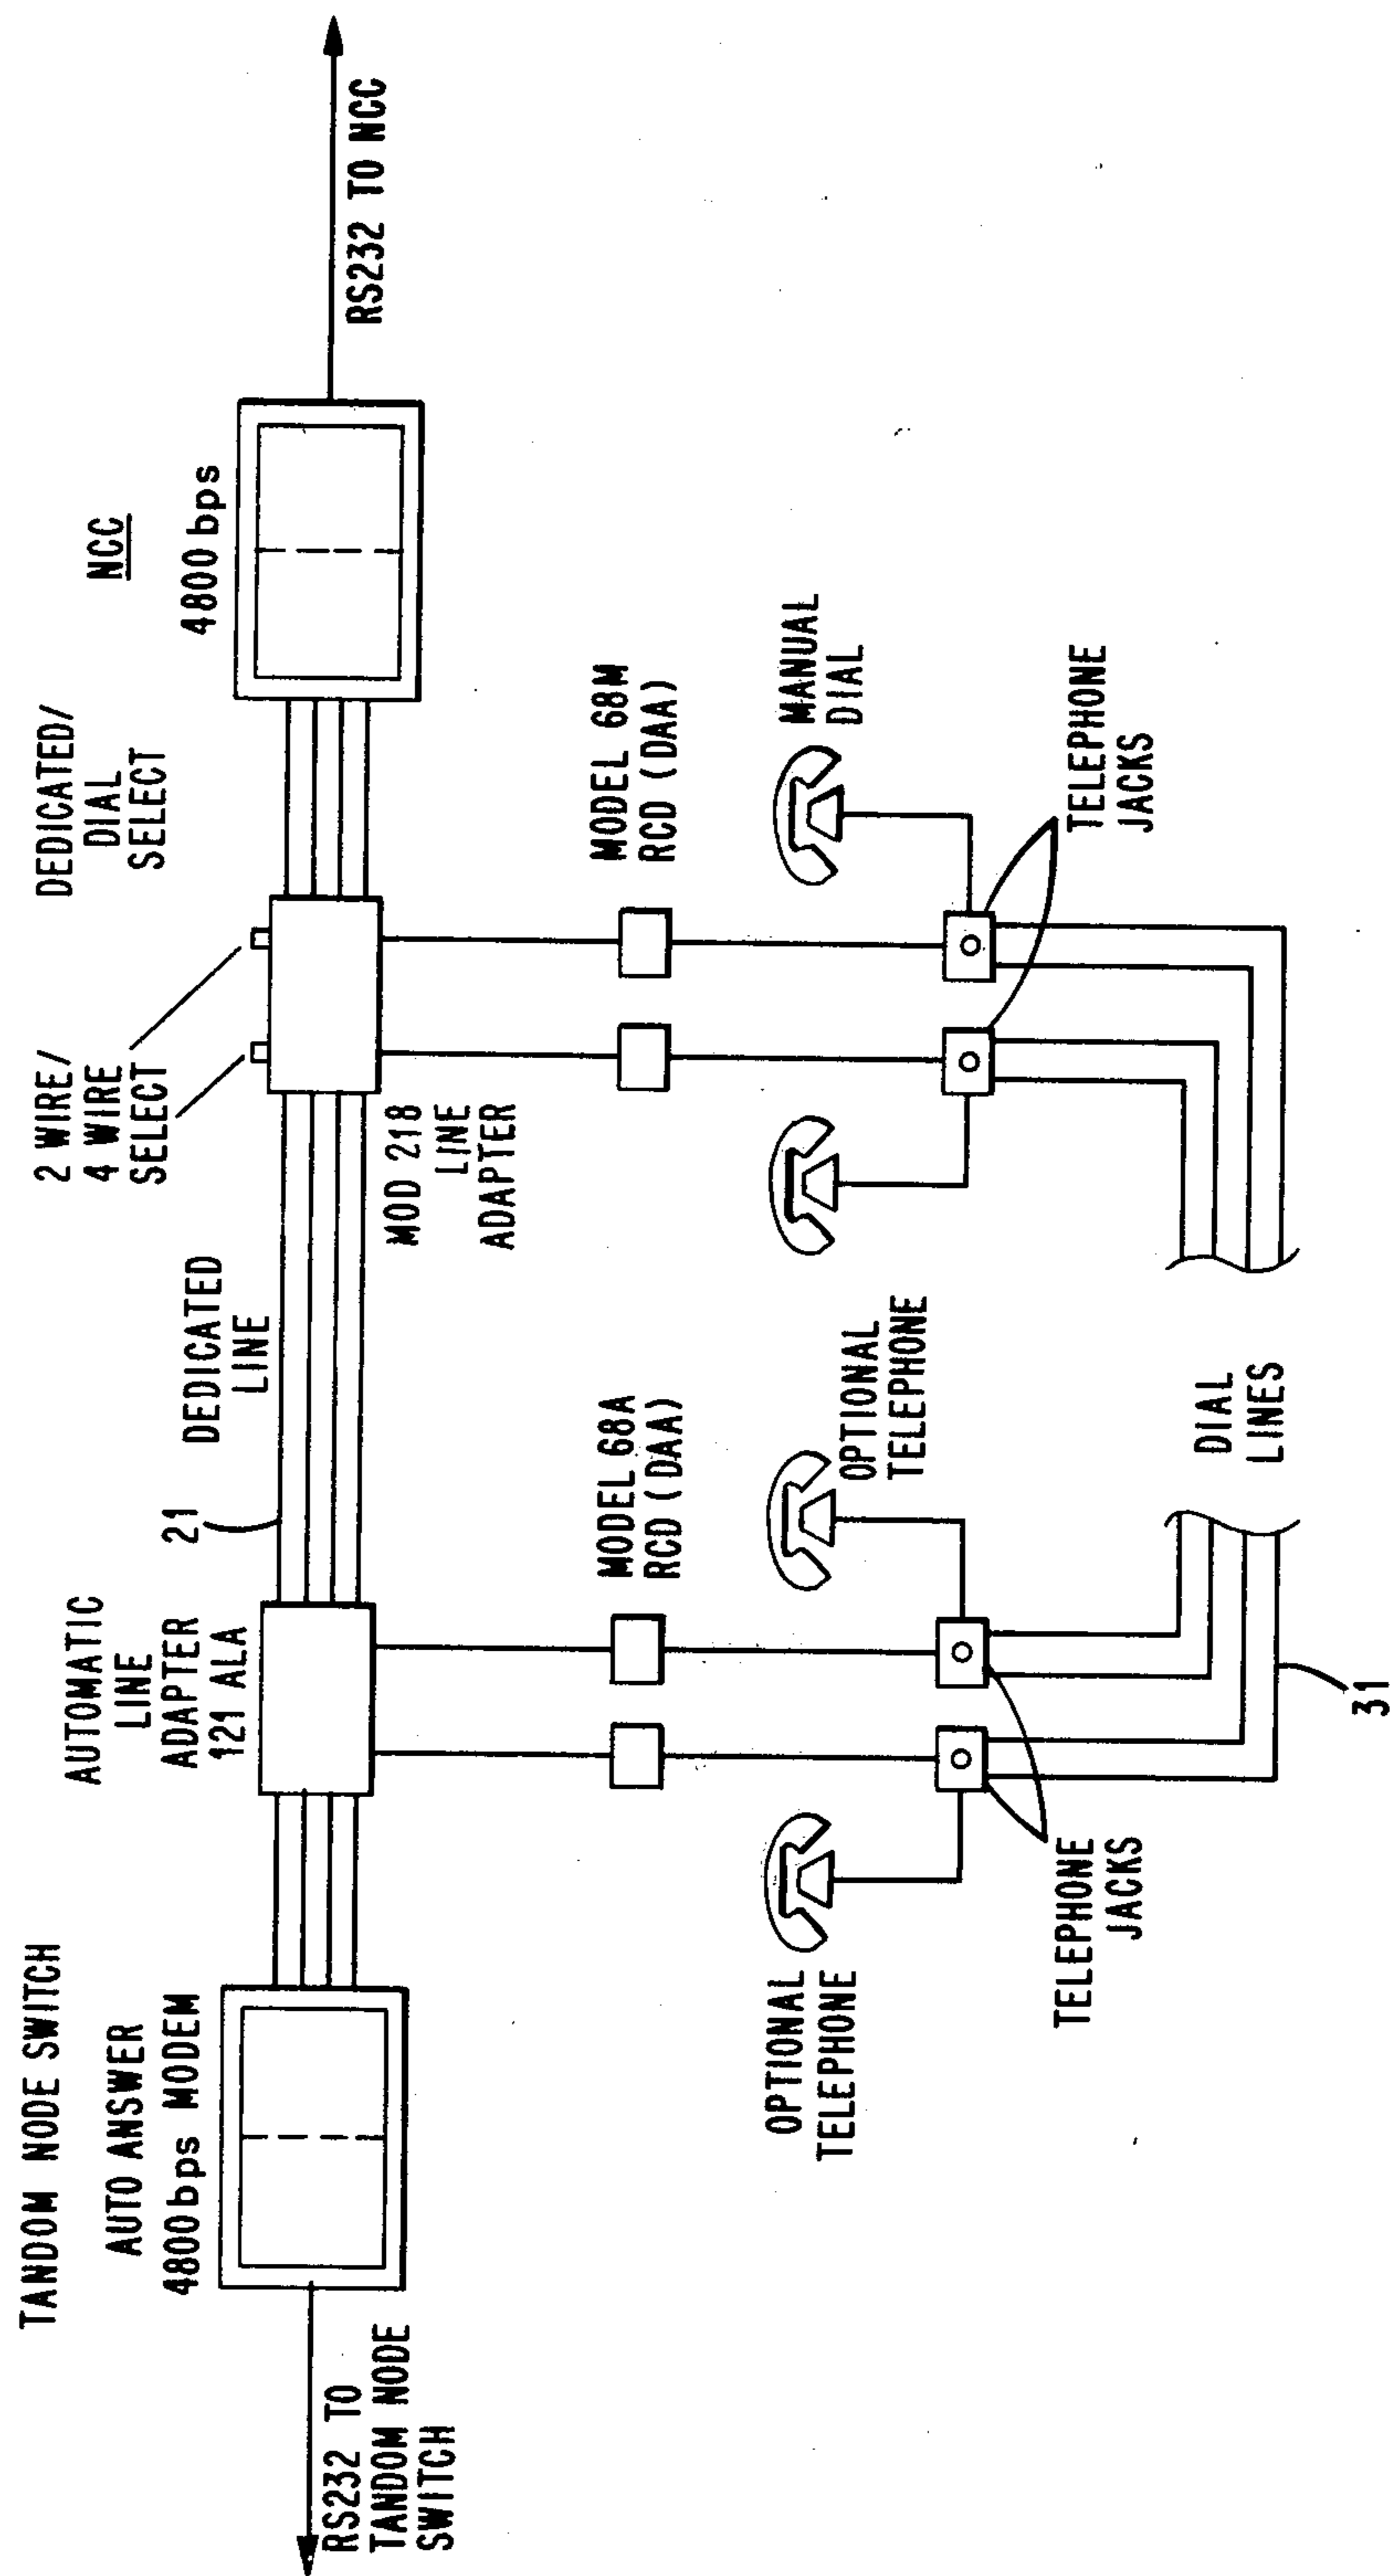 TANDOM NODE SWITCH
AUTO ANSWER
4800bps MODEM
RS232 TO
TANDOM NODE
SWITCH
AUTOMATIC
LINE
ADAPTER
121 ALA
21
DEDICATED
LINE
2 WIRE/
4 WIRE
SELECT
DEDICATED/
DIAL
SELECT
MOD 218
LINE
ADAPTER
NCC
4800 bps
RS232 TO NCC
MODEL 68A
RCD (DAA)
MODEL 68M
RCD (DAA)
OPTIONAL
TELEPHONE
OPTIONAL
TELEPHONE
MANUAL
DIAL
TELEPHONE
JACKS
TELEPHONE
JACKS
DIAL
LINES
31